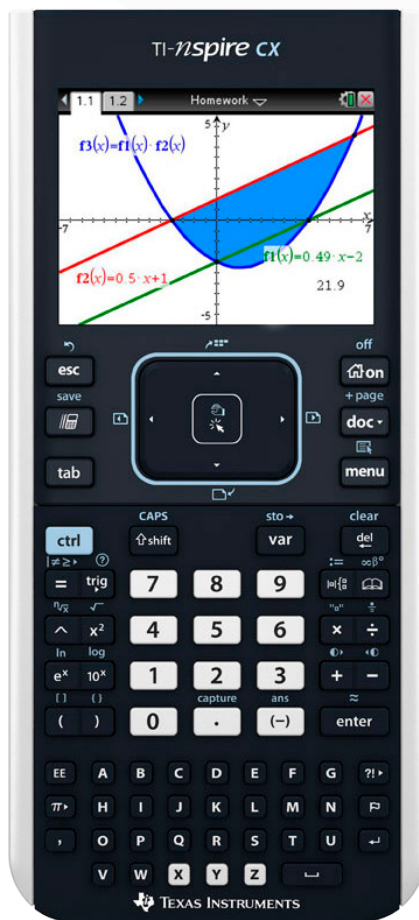 TI-nspire CX
1.1 1.2 Homework
5 y
f3(x)=f1(x)·f2(x)
x
-7 7
f1(x)=0.49·x−2
f2(x)=0.5·x+1
21.9
-5
off
esc on
save +page
doc
tab menu
CAPS sto→ clear
ctrl ⇧shift var del
|≠≥▸ ? := ∞β°
= trig 7 8 9 |□|{
ⁿ√x √ "□" ÷
^ x² 4 5 6 × ÷
ln log
eˣ 10ˣ 1 2 3 + −
[ ] { } capture ans ≈
( ) 0 . (−) enter
EE A B C D E F G ?!▸
π▸ H I J K L M N
, O P Q R S T U ↵
V W X Y Z
TEXAS INSTRUMENTS